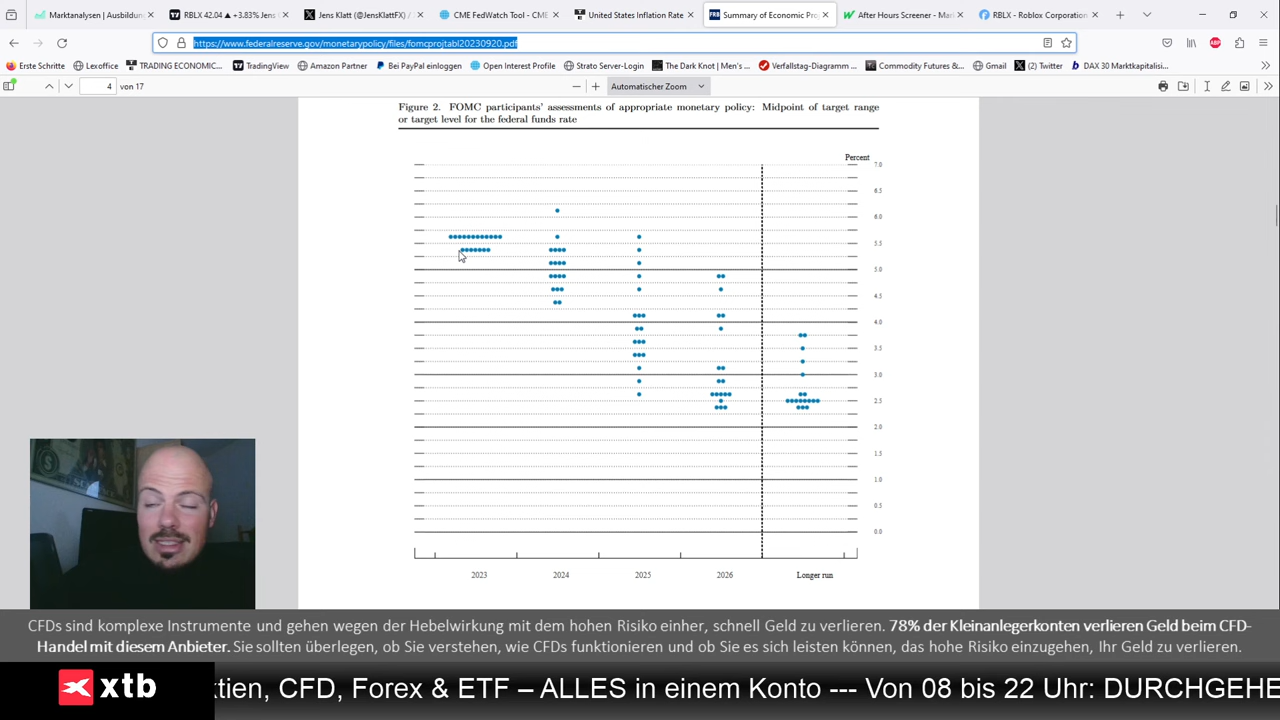 Marktanalysen | Ausbildun
RBLX 42.04 ▲ +3.83% Jens
Jens Klatt (@JensKlattFX) /
CME FedWatch Tool - CME
United States Inflation Rate
Summary of Economic Pro
After Hours Screener - Mar
RBLX - Roblox Corporation
https://www.federalreserve.gov/monetarypolicy/files/fomcprojtabl20230920.pdf
Erste Schritte
Lexoffice
TRADING ECONOMIC...
TradingView
Amazon Partner
Bei PayPal einloggen
Open Interest Profile
Strato Server-Login
The Dark Knot | Men's ...
Verfallstag-Diagramm ...
Commodity Futures &...
Gmail
(2) Twitter
DAX 30 Marktkapitalisi...
4 von 17
Automatischer Zoom
Figure 2. FOMC participants' assessments of appropriate monetary policy: Midpoint of target range
or target level for the federal funds rate
Percent
7.0
6.5
6.0
5.5
5.0
4.5
4.0
3.5
3.0
2.5
2.0
1.5
1.0
0.5
0.0
2023 2024 2025 2026 Longer run
CFDs sind komplexe Instrumente und gehen wegen der Hebelwirkung mit dem hohen Risiko einher, schnell Geld zu verlieren. 78% der Kleinanlegerkonten verlieren Geld beim CFD-
Handel mit diesem Anbieter. Sie sollten überlegen, ob Sie verstehen, wie CFDs funktionieren und ob Sie es sich leisten können, das hohe Risiko einzugehen, Ihr Geld zu verlieren.
xtb
ktien, CFD, Forex & ETF – ALLES in einem Konto --- Von 08 bis 22 Uhr: DURCHGEHE